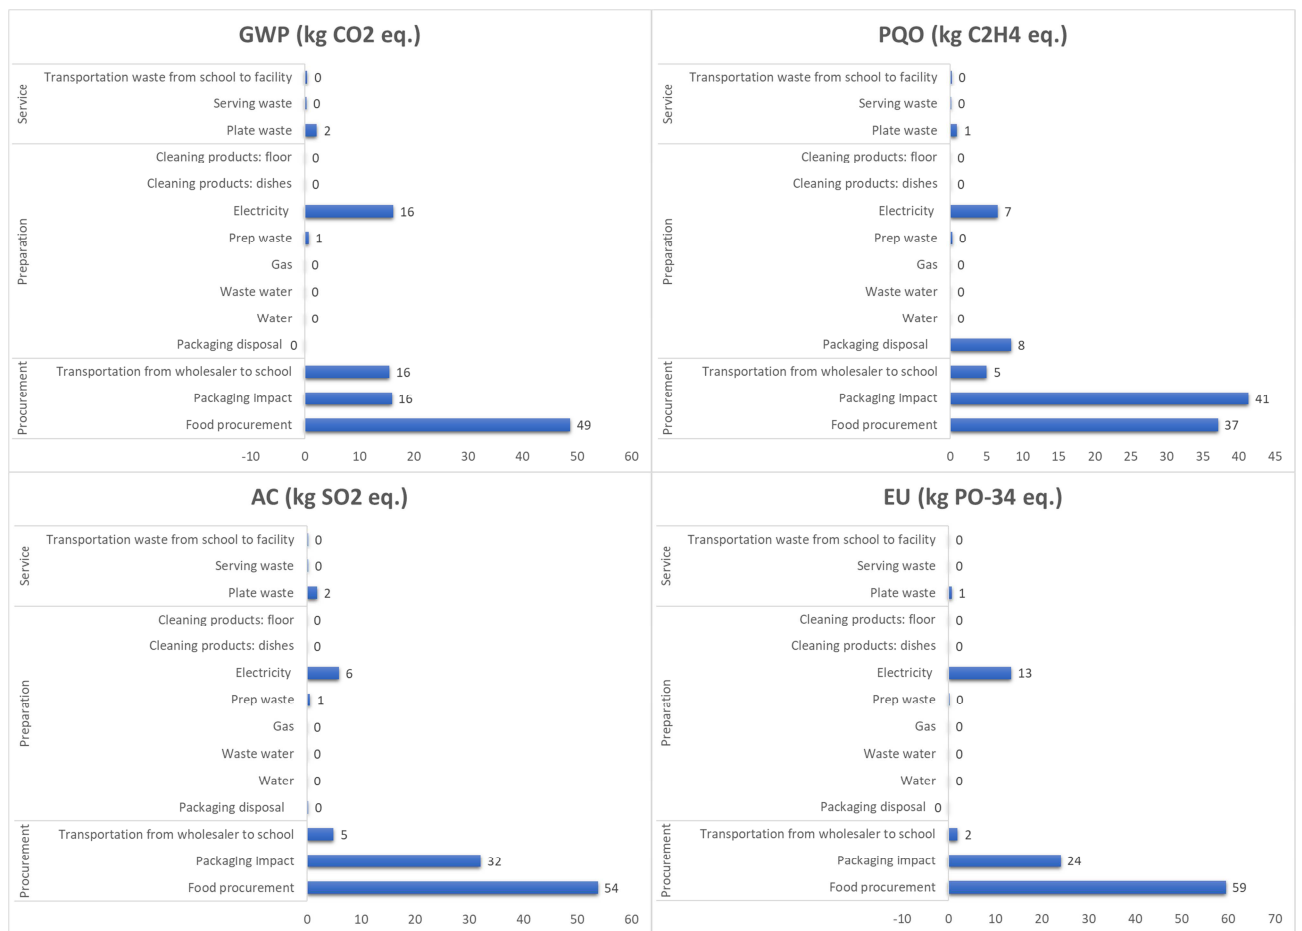 GWP (kg CO2 eq.)
Service
Transportation waste from school to facility 0
Serving waste 0
Plate waste 2
Preparation
Cleaning products: floor 0
Cleaning products: dishes 0
Electricity 16
Prep waste 1
Gas 0
Waste water 0
Water 0
Packaging disposal 0
Procurement
Transportation from wholesaler to school 16
Packaging impact 16
Food procurement 49
-10 0 10 20 30 40 50 60
PQO (kg C2H4 eq.)
Service
Transportation waste from school to facility 0
Serving waste 0
Plate waste 1
Preparation
Cleaning products: floor 0
Cleaning products: dishes 0
Electricity 7
Prep waste 0
Gas 0
Waste water 0
Water 0
Packaging disposal 8
Procurement
Transportation from wholesaler to school 5
Packaging impact 41
Food procurement 37
0 5 10 15 20 25 30 35 40 45
AC (kg SO2 eq.)
Service
Transportation waste from school to facility 0
Serving waste 0
Plate waste 2
Preparation
Cleaning products: floor 0
Cleaning products: dishes 0
Electricity 6
Prep waste 1
Gas 0
Waste water 0
Water 0
Packaging disposal 0
Procurement
Transportation from wholesaler to school 5
Packaging impact 32
Food procurement 54
0 10 20 30 40 50 60
EU (kg PO-34 eq.)
Service
Transportation waste from school to facility 0
Serving waste 0
Plate waste 1
Preparation
Cleaning products: floor 0
Cleaning products: dishes 0
Electricity 13
Prep waste 0
Gas 0
Waste water 0
Water 0
Packaging disposal 0
Procurement
Transportation from wholesaler to school 2
Packaging impact 24
Food procurement 59
-10 0 10 20 30 40 50 60 70